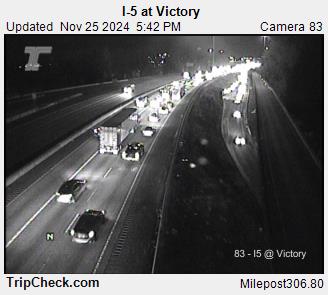 I-5 at Victory
Updated Nov 25 2024 5:42 PM Camera 83
T
N
83 - I5 @ Victory
TripCheck.com Milepost306.80